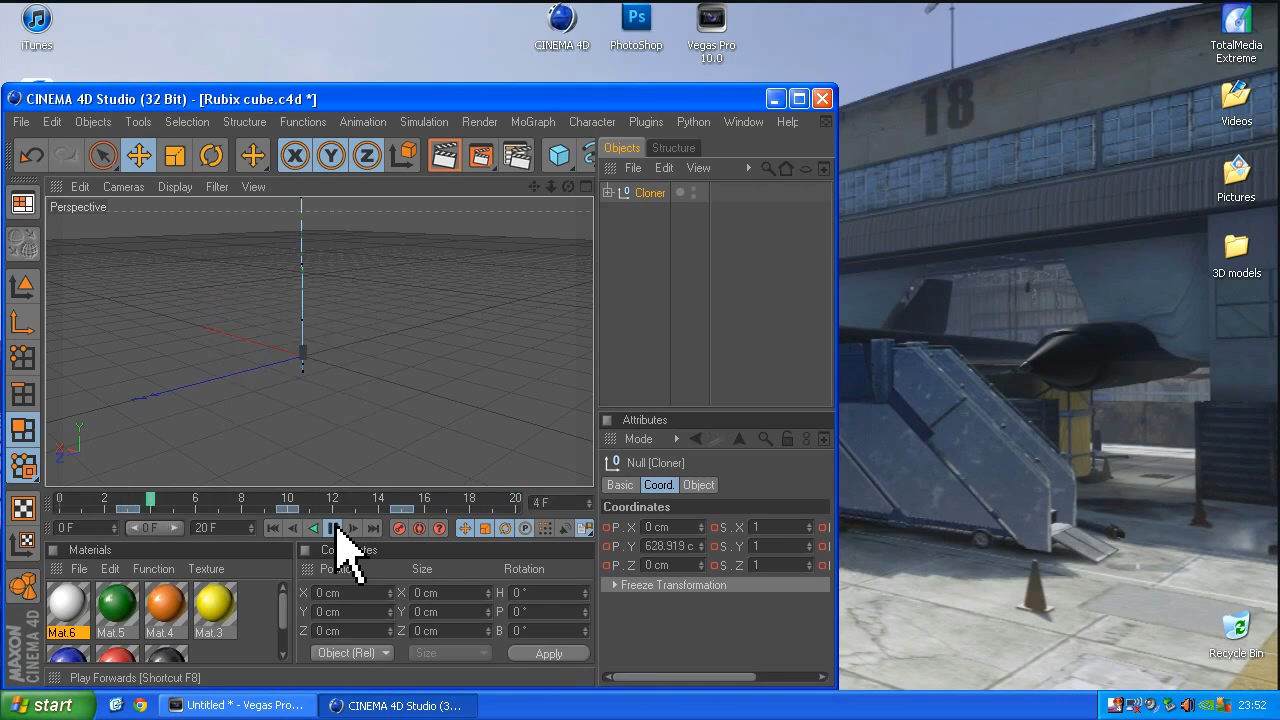 iTunes
CINEMA 4D
PhotoShop
Vegas Pro
10.0
TotalMedia
Extreme
Videos
Pictures
3D models
Recycle Bin
18
CINEMA 4D Studio (32 Bit) - [Rubix cube.c4d *]
File Edit Objects Tools Selection Structure Functions Animation Simulation Render MoGraph Character Plugins Python Window Help
X Y Z
Objects Structure
File Edit View
Edit Cameras Display Filter View
Perspective
0 Cloner
Y
X
Z
Attributes
Mode
0 Null [Cloner]
Basic Coord. Object
Coordinates
P . X 0 cm S . X 1
P . Y 628.919 c S . Y 1
P . Z 0 cm S . Z 1
Freeze Transformation
0 2 6 8 10 12 14 16 18 20 4 F
0 F 0 F 20 F
Materials
File Edit Function Texture
Mat.6 Mat.5 Mat.4 Mat.3
Size Rotation
X 0 cm X 0 cm H 0 °
Y 0 cm Y 0 cm P 0 °
Z 0 cm Z 0 cm B 0 °
Object (Rel) Size Apply
MAXON
CINEMA 4D
Play Forwards [Shortcut F8]
start
Untitled * - Vegas Pro...
CINEMA 4D Studio (3...
23:52